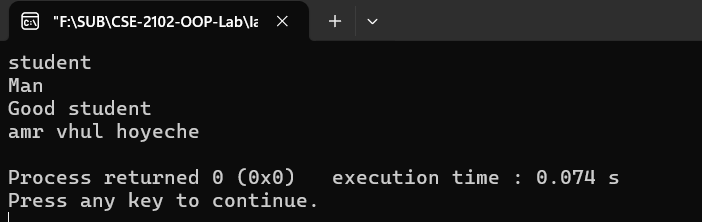 "F:\SUB\CSE-2102-OOP-Lab\la
student
Man
Good student
amr vhul hoyeche
Process returned 0 (0x0)   execution time : 0.074 s
Press any key to continue.